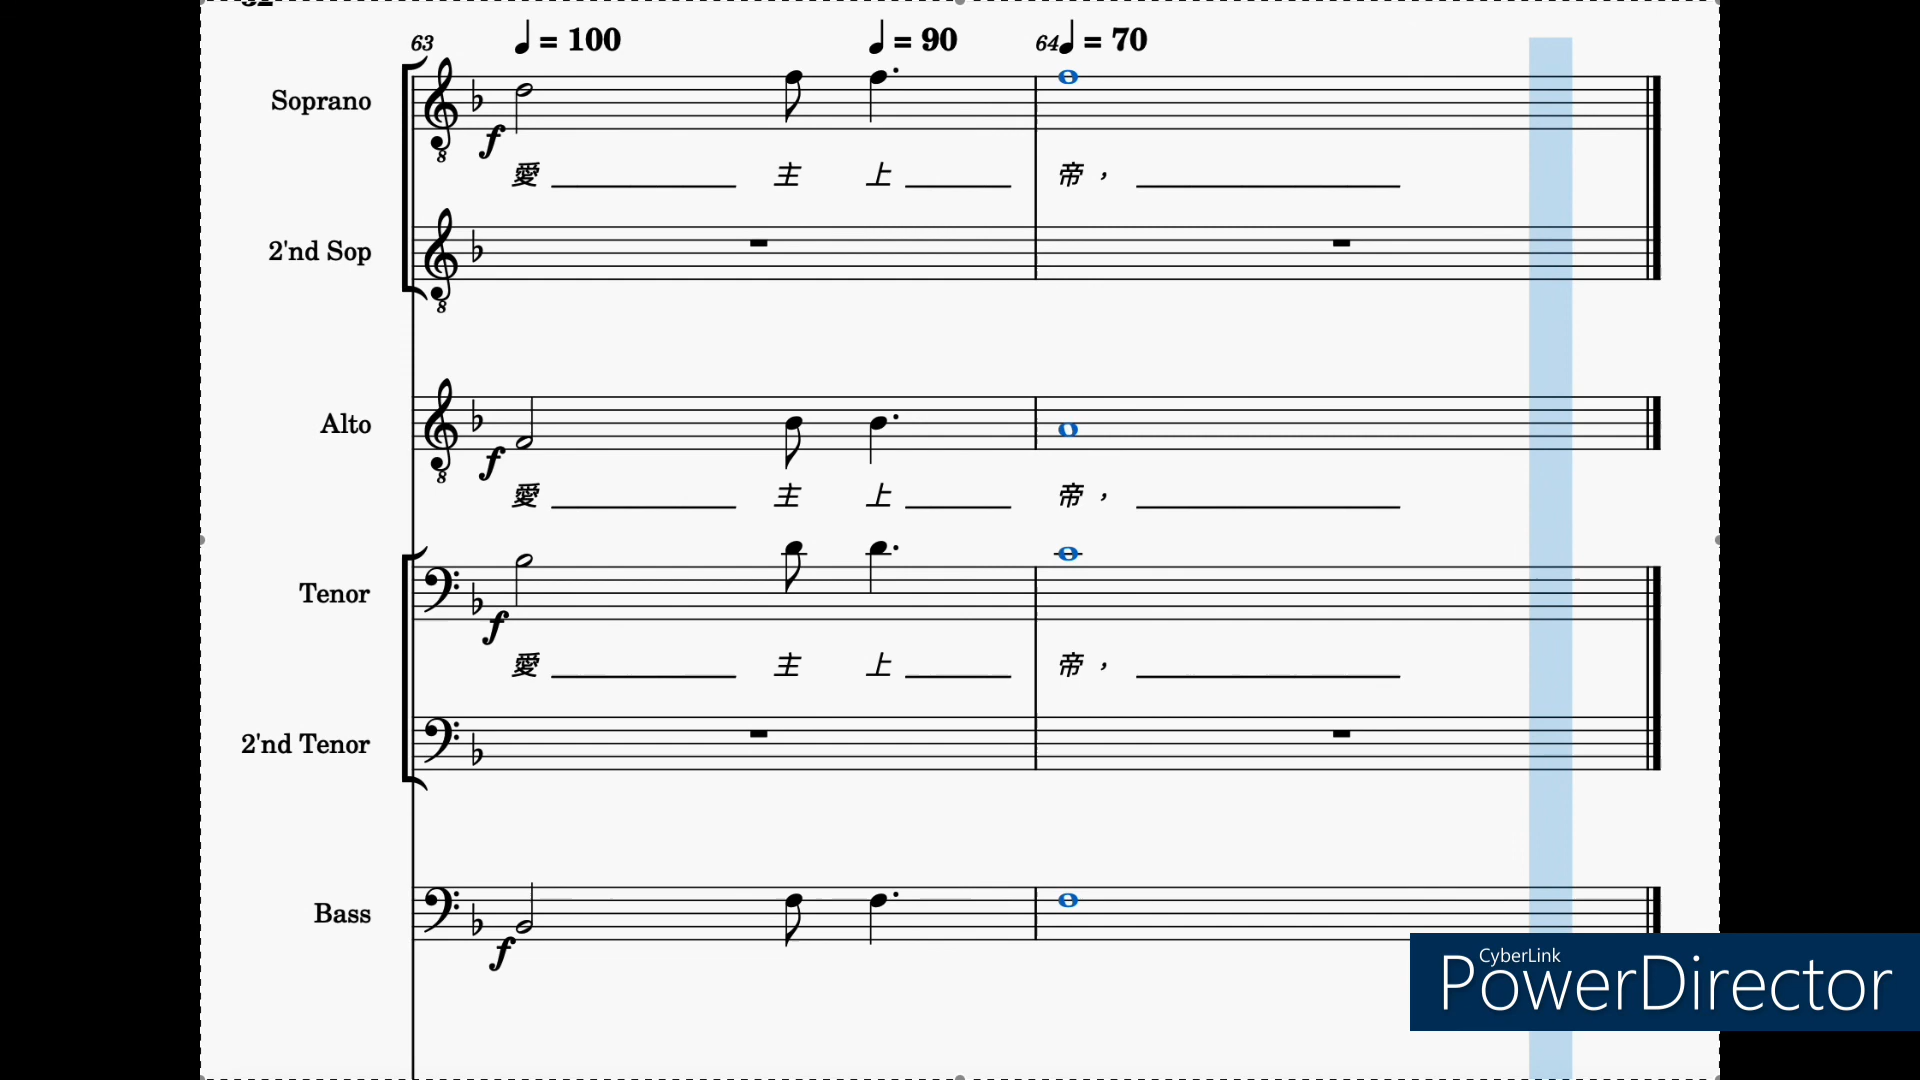 63 ♩ = 100 ♩ = 90 64 ♩ = 70
Soprano
f
愛 主 上 帝，
2'nd Sop
Alto
f
愛 主 上 帝，
Tenor
f
愛 主 上 帝，
2'nd Tenor
Bass
f
CyberLink
PowerDirector